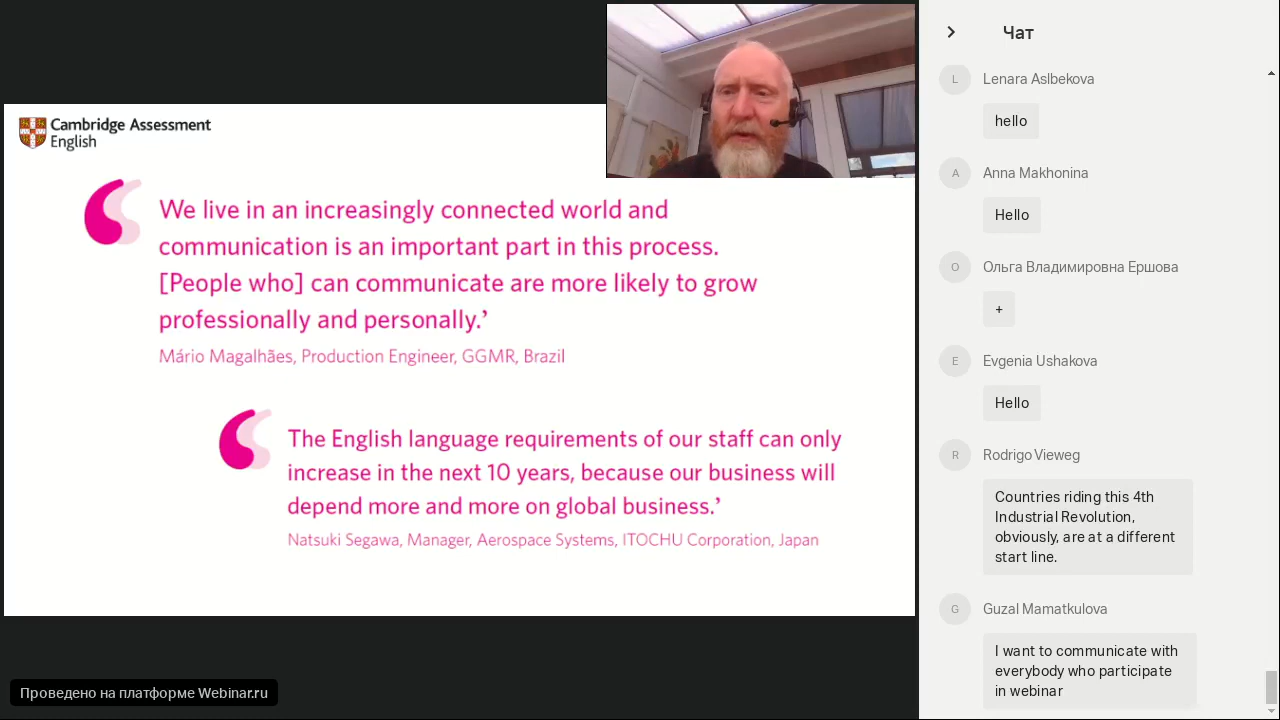 Cambridge Assessment
English
We live in an increasingly connected world and
communication is an important part in this process.
[People who] can communicate are more likely to grow
professionally and personally.’
Mário Magalhães, Production Engineer, GGMR, Brazil
The English language requirements of our staff can only
increase in the next 10 years, because our business will
depend more and more on global business.’
Natsuki Segawa, Manager, Aerospace Systems, ITOCHU Corporation, Japan
Проведено на платформе Webinar.ru
Чат
L
Lenara Aslbekova
hello
A
Anna Makhonina
Hello
О
Ольга Владимировна Ершова
+
E
Evgenia Ushakova
Hello
R
Rodrigo Vieweg
Countries riding this 4th
Industrial Revolution,
obviously, are at a different
start line.
G
Guzal Mamatkulova
I want to communicate with
everybody who participate
in webinar